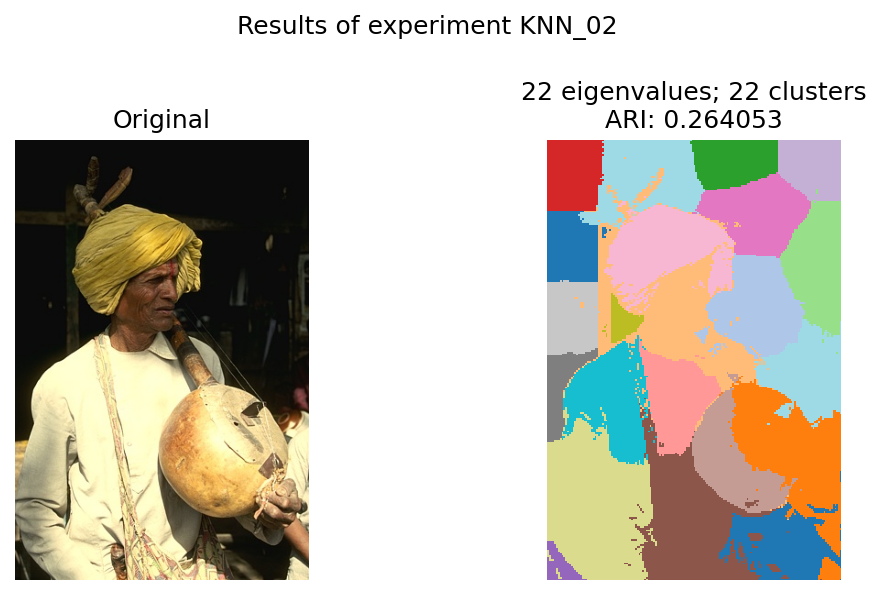 Results of experiment KNN_02
Original
22 eigenvalues; 22 clusters
ARI: 0.264053